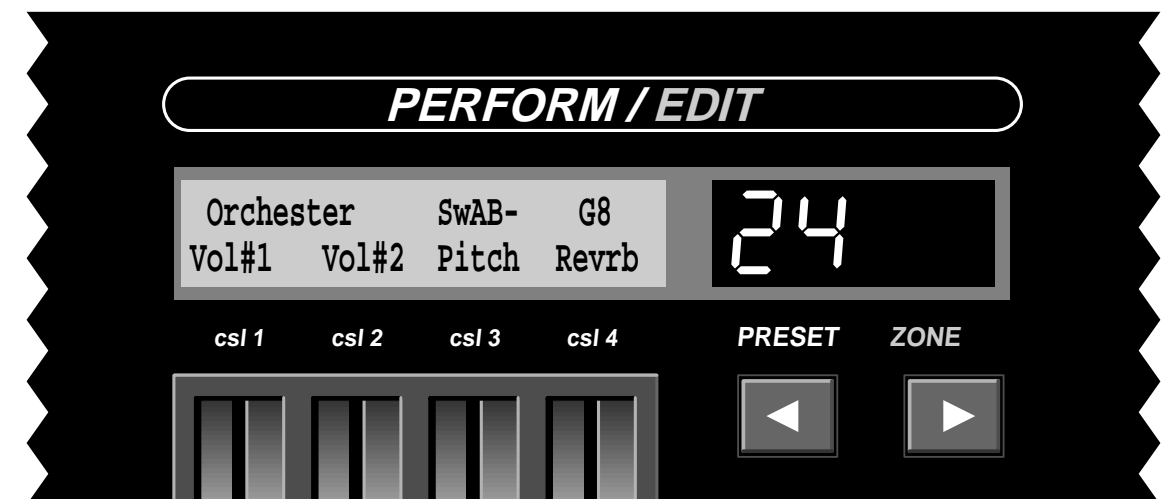 PERFORM / EDIT
Orchester SwAB- G8
Vol#1 Vol#2 Pitch Revrb
24
csl 1 csl 2 csl 3 csl 4
PRESET ZONE